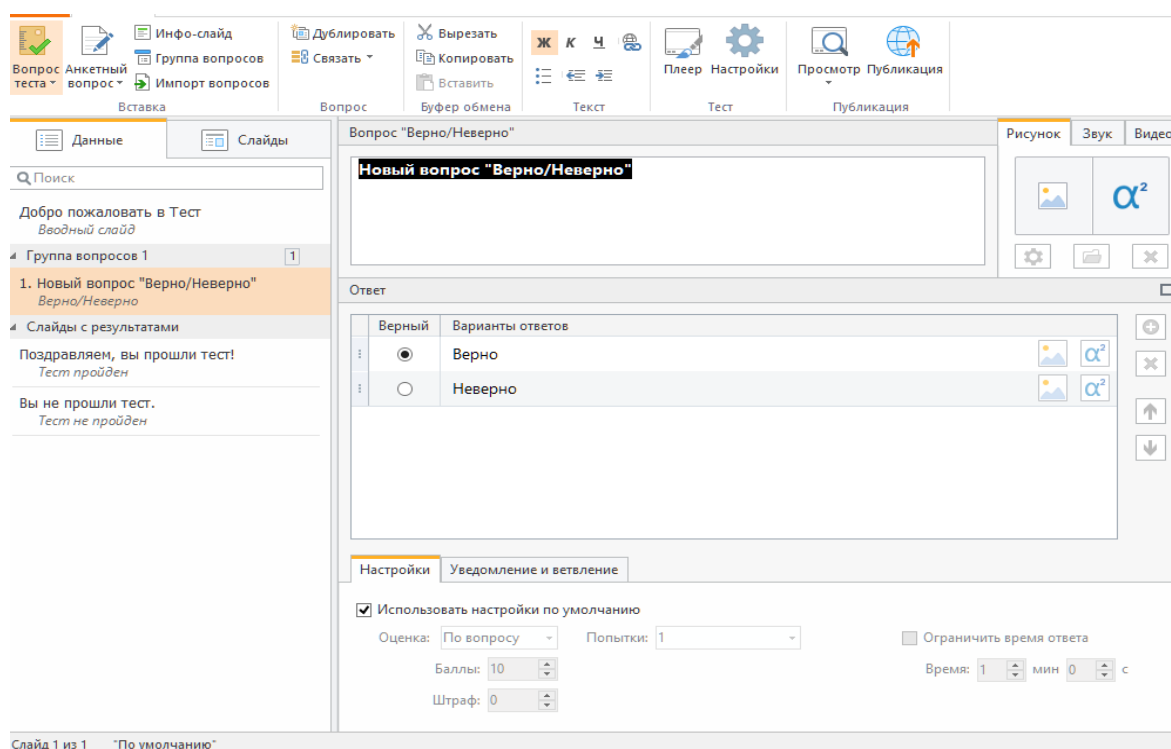 Вопрос теста
Анкетный вопрос
Инфо-слайд
Группа вопросов
Импорт вопросов
Вставка
Дублировать
Связать
Вопрос
Вырезать
Копировать
Вставить
Буфер обмена
Ж К Ч
Текст
Плеер Настройки
Тест
Просмотр Публикация
Публикация
Данные Слайды
Поиск
Добро пожаловать в Тест
Вводный слайд
Группа вопросов 1 1
1. Новый вопрос "Верно/Неверно"
Верно/Неверно
Слайды с результатами
Поздравляем, вы прошли тест!
Тест пройден
Вы не прошли тест.
Тест не пройден
Вопрос "Верно/Неверно"
Новый вопрос "Верно/Неверно"
Рисунок Звук Видео
α²
Ответ
Верный Варианты ответов
Верно α²
Неверно α²
Настройки Уведомление и ветвление
Использовать настройки по умолчанию
Оценка: По вопросу Попытки: 1 Ограничить время ответа
Баллы: 10 Время: 1 мин 0 с
Штраф: 0
Слайд 1 из 1 "По умолчанию"